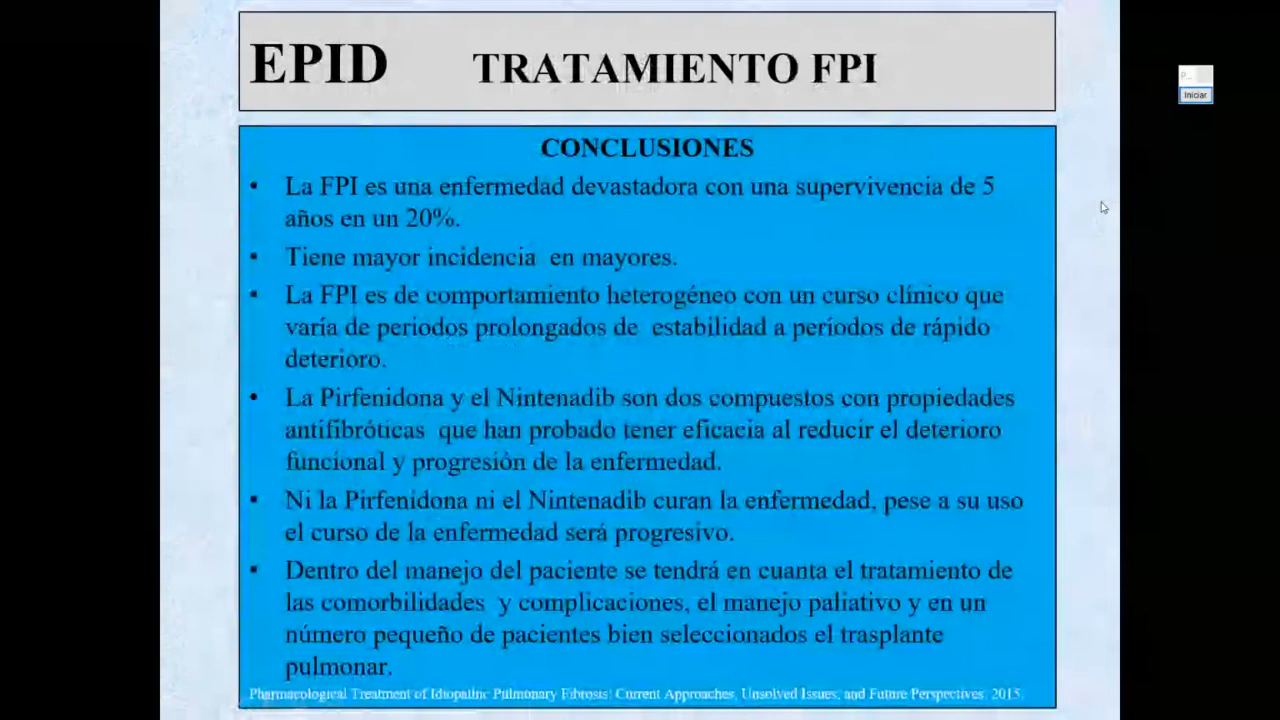 EPID TRATAMIENTO FPI
P...
Iniciar
CONCLUSIONES
• La FPI es una enfermedad devastadora con una supervivencia de 5
años en un 20%.
• Tiene mayor incidencia en mayores.
• La FPI es de comportamiento heterogéneo con un curso clínico que
varía de periodos prolongados de estabilidad a períodos de rápido
deterioro.
• La Pirfenidona y el Nintenadib son dos compuestos con propiedades
antifibróticas que han probado tener eficacia al reducir el deterioro
funcional y progresión de la enfermedad.
• Ni la Pirfenidona ni el Nintenadib curan la enfermedad, pese a su uso
el curso de la enfermedad será progresivo.
• Dentro del manejo del paciente se tendrá en cuanta el tratamiento de
las comorbilidades y complicaciones, el manejo paliativo y en un
número pequeño de pacientes bien seleccionados el trasplante
pulmonar.
Pharmacological Treatment of Idiopathic Pulmonary Fibrosis: Current Approaches, Unsolved Issues, and Future Perspectives. 2015.